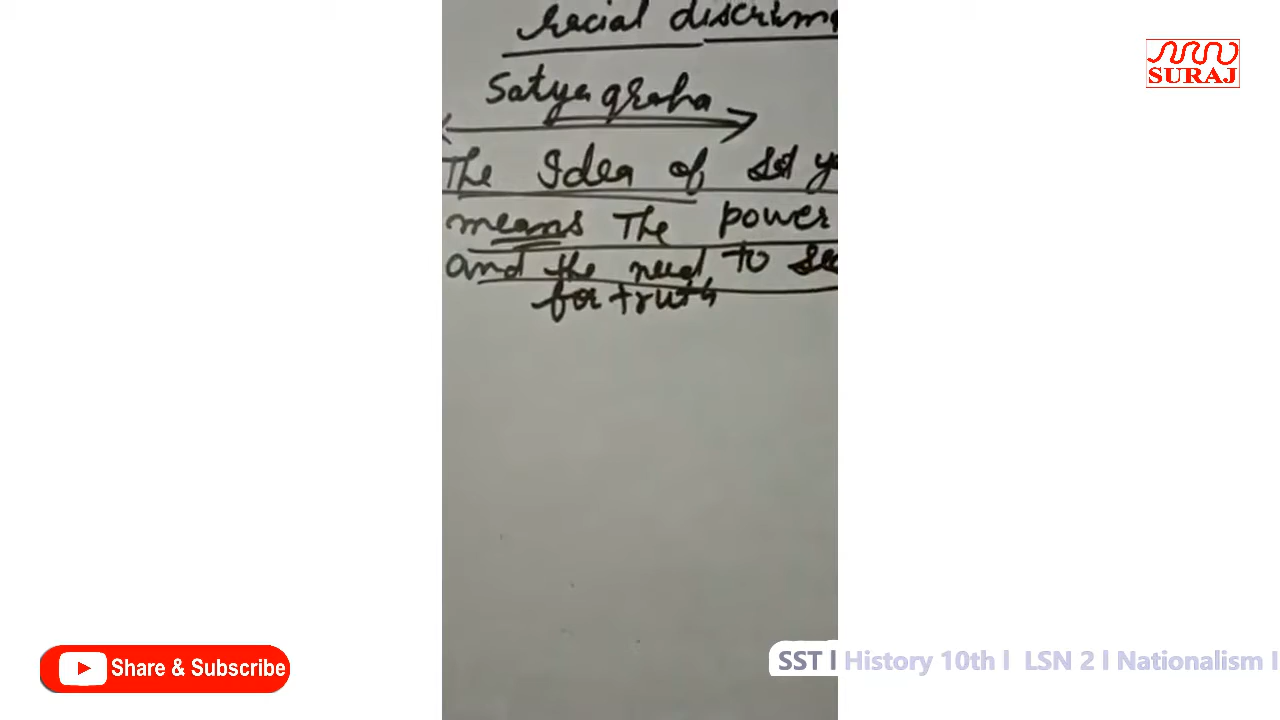 racial discrim
Satyagraha
The Idea of sat y
means The power
and the need, to
for truth
SURAJ
Share & Subscribe
SST l History 10th l LSN 2 l Nationalism I